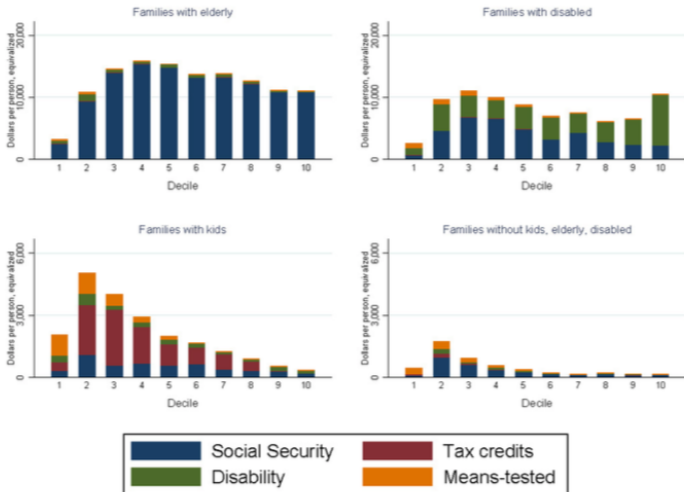 Families with elderly
Dollars per person, equivalized
0 10,000 20,000
1 2 3 4 5 6 7 8 9 10
Decile
Families with disabled
Dollars per person, equivalized
0 10,000 20,000
1 2 3 4 5 6 7 8 9 10
Decile
Families with kids
Dollars per person, equivalized
0 3,000 6,000
1 2 3 4 5 6 7 8 9 10
Decile
Families without kids, elderly, disabled
Dollars per person, equivalized
0 3,000 6,000
1 2 3 4 5 6 7 8 9 10
Decile
Social Security
Tax credits
Disability
Means-tested